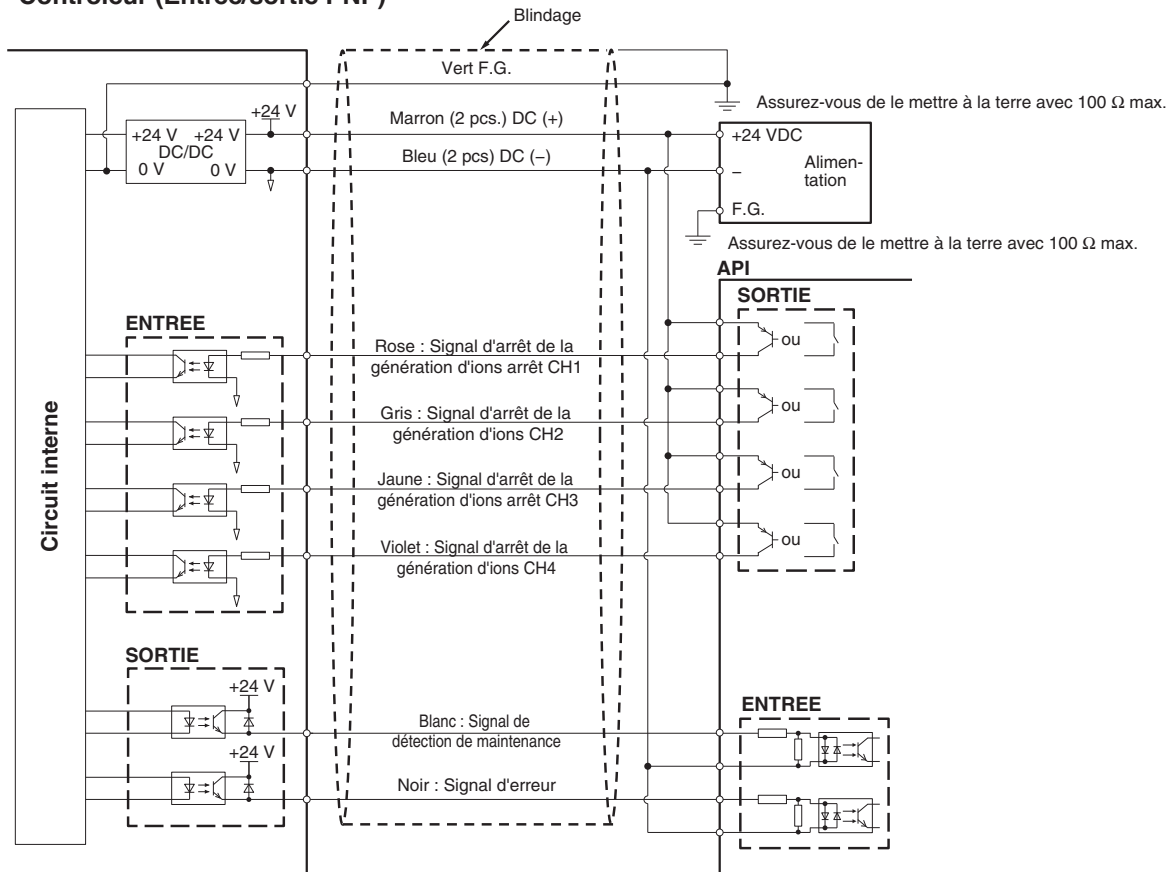 Contrôleur (Entrée/sortie PNP)
Blindage
Vert F.G.
Assurez-vous de le mettre à la terre avec 100 Ω max.
+24 V
Marron (2 pcs.) DC (+)
+24 VDC
+24 V +24 V
DC/DC
0 V 0 V
Bleu (2 pcs) DC (−)
–
Alimen-
tation
F.G.
Assurez-vous de le mettre à la terre avec 100 Ω max.
API
SORTIE
ENTREE
Rose : Signal d'arrêt de la
génération d'ions arrêt CH1
ou
Gris : Signal d'arrêt de la
génération d'ions CH2
ou
Circuit interne
Jaune : Signal d'arrêt de la
génération d'ions arrêt CH3
ou
Violet : Signal d'arrêt de la
génération d'ions CH4
ou
SORTIE
+24 V
ENTREE
Blanc : Signal de
détection de maintenance
+24 V
Noir : Signal d'erreur